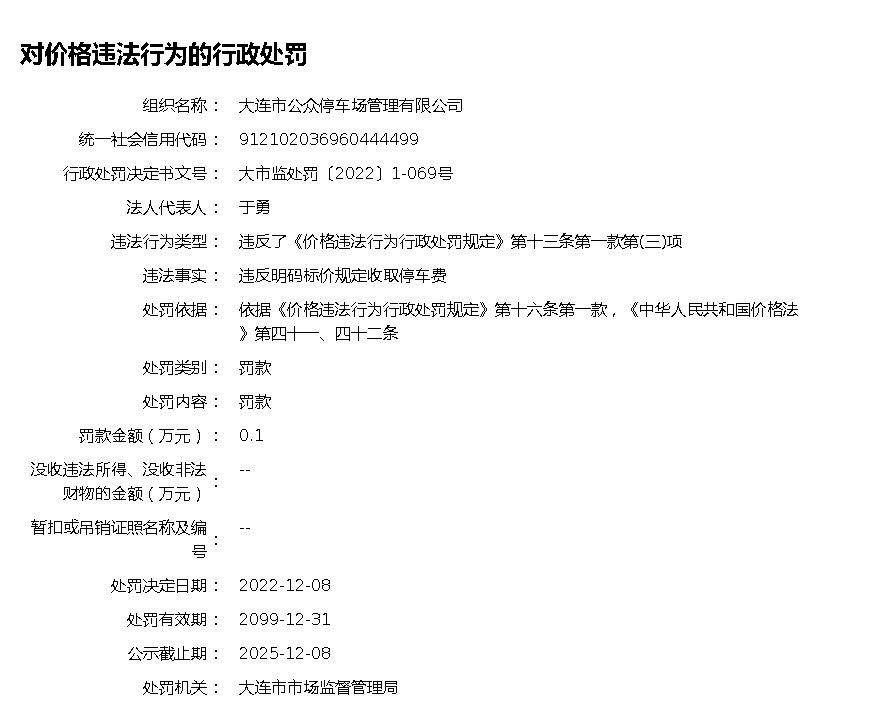 对价格违法行为的行政处罚
组织名称： 大连市公众停车场管理有限公司
统一社会信用代码： 912102036960444499
行政处罚决定书文号： 大市监处罚〔2022〕1-069号
法人代表人： 于勇
违法行为类型： 违反了《价格违法行为行政处罚规定》第十三条第一款第(三)项
违法事实： 违反明码标价规定收取停车费
处罚依据： 依据《价格违法行为行政处罚规定》第十六条第一款，《中华人民共和国价格法
》第四十一、四十二条
处罚类别： 罚款
处罚内容： 罚款
罚款金额（万元）： 0.1
没收违法所得、没收非法
财物的金额（万元）： --
暂扣或吊销证照名称及编
号： --
处罚决定日期： 2022-12-08
处罚有效期： 2099-12-31
公示截止期： 2025-12-08
处罚机关： 大连市市场监督管理局